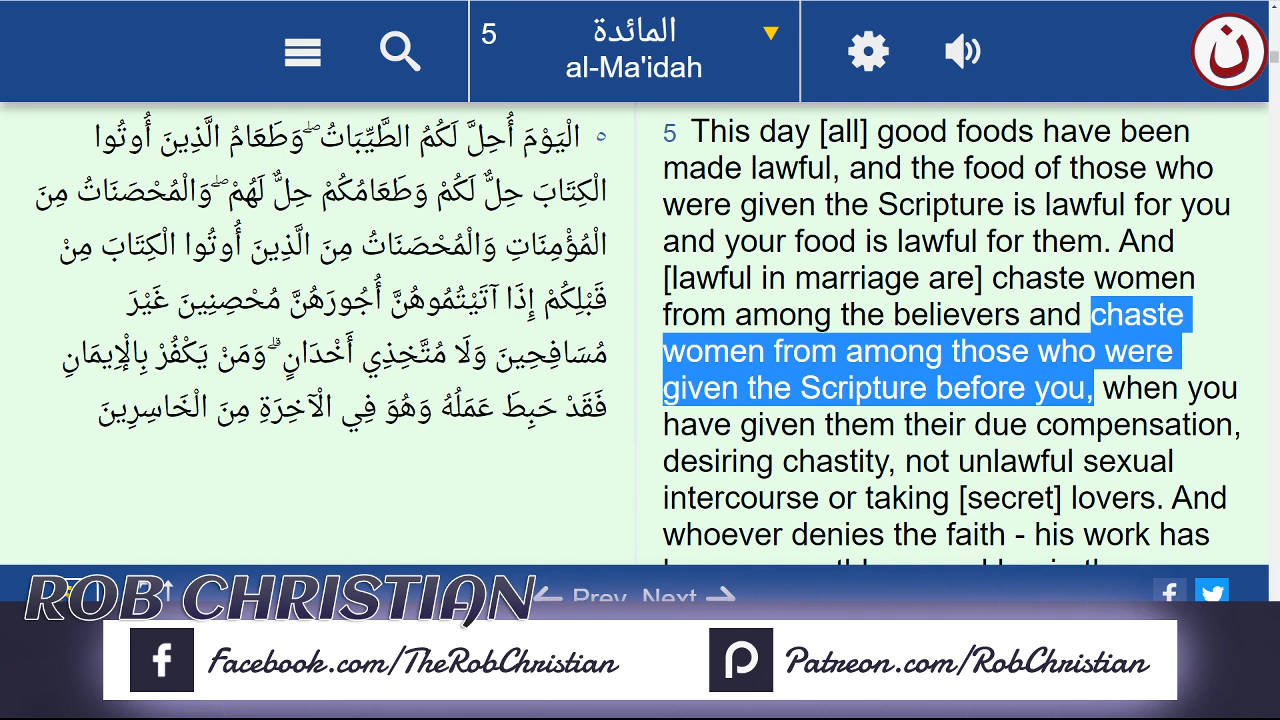 5
المائدة
al-Ma'idah
ن
٥ الْيَوْمَ أُحِلَّ لَكُمُ الطَّيِّبَاتُ ۖ وَطَعَامُ الَّذِينَ أُوتُوا
الْكِتَابَ حِلٌّ لَكُمْ وَطَعَامُكُمْ حِلٌّ لَهُمْ ۖ وَالْمُحْصَنَاتُ مِنَ
الْمُؤْمِنَاتِ وَالْمُحْصَنَاتُ مِنَ الَّذِينَ أُوتُوا الْكِتَابَ مِنْ
قَبْلِكُمْ إِذَا آتَيْتُمُوهُنَّ أُجُورَهُنَّ مُحْصِنِينَ غَيْرَ
مُسَافِحِينَ وَلَا مُتَّخِذِي أَخْدَانٍ ۗ وَمَنْ يَكْفُرْ بِالْإِيمَانِ
فَقَدْ حَبِطَ عَمَلُهُ وَهُوَ فِي الْآخِرَةِ مِنَ الْخَاسِرِينَ
5 This day [all] good foods have been
made lawful, and the food of those who
were given the Scripture is lawful for you
and your food is lawful for them. And
[lawful in marriage are] chaste women
from among the believers and chaste
women from among those who were
given the Scripture before you, when you
have given them their due compensation,
desiring chastity, not unlawful sexual
intercourse or taking [secret] lovers. And
whoever denies the faith - his work has
ROB CHRISTIAN
Prev Next
Facebook.com/TheRobChristian
Patreon.com/RobChristian